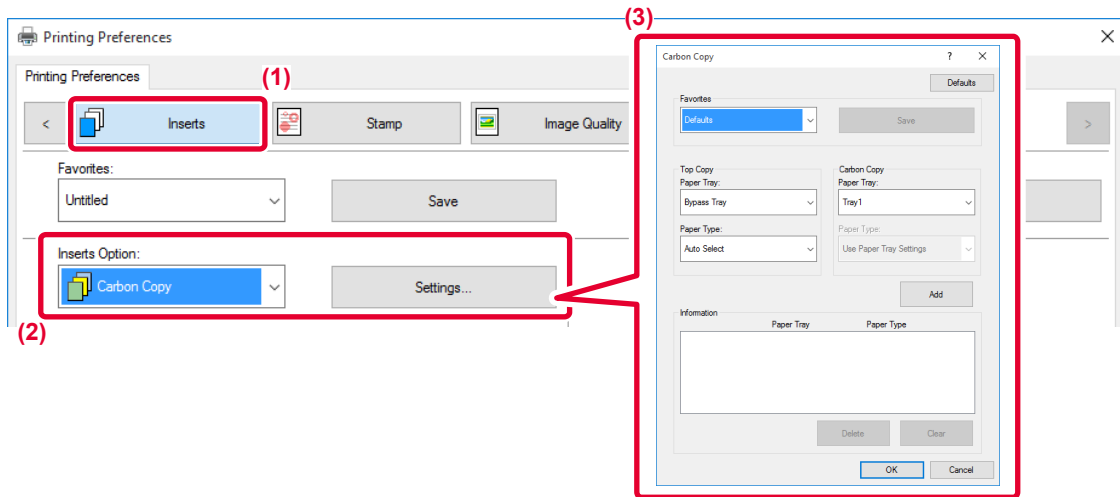 (3)
Printing Preferences
Printing Preferences
(1)
<
Inserts
Stamp
Image Quality
>
Favorites:
Untitled
Save
Inserts Option:
Carbon Copy
Settings...
(2)
Carbon Copy
?
Defaults
Favorites
Defaults
Save
Top Copy
Carbon Copy
Paper Tray:
Paper Tray:
Bypass Tray
Tray1
Paper Type:
Paper Type:
Auto Select
Use Paper Tray Settings
Add
Information
Paper Tray
Paper Type
Delete
Clear
OK
Cancel